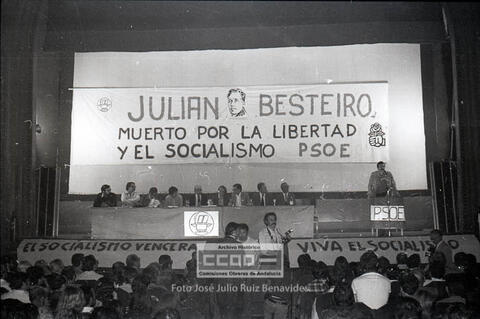 JULIAN BESTEIRO,
MUERTO POR LA LIBERTAD
Y EL SOCIALISMO PSOE
PSOE
EL SOCIALISMO VENCERA
VIVA EL SOCIALISMO
Archivo Histórico
CCOO
Comisiones Obreras de Andalucía
Foto José Julio Ruiz Benavides